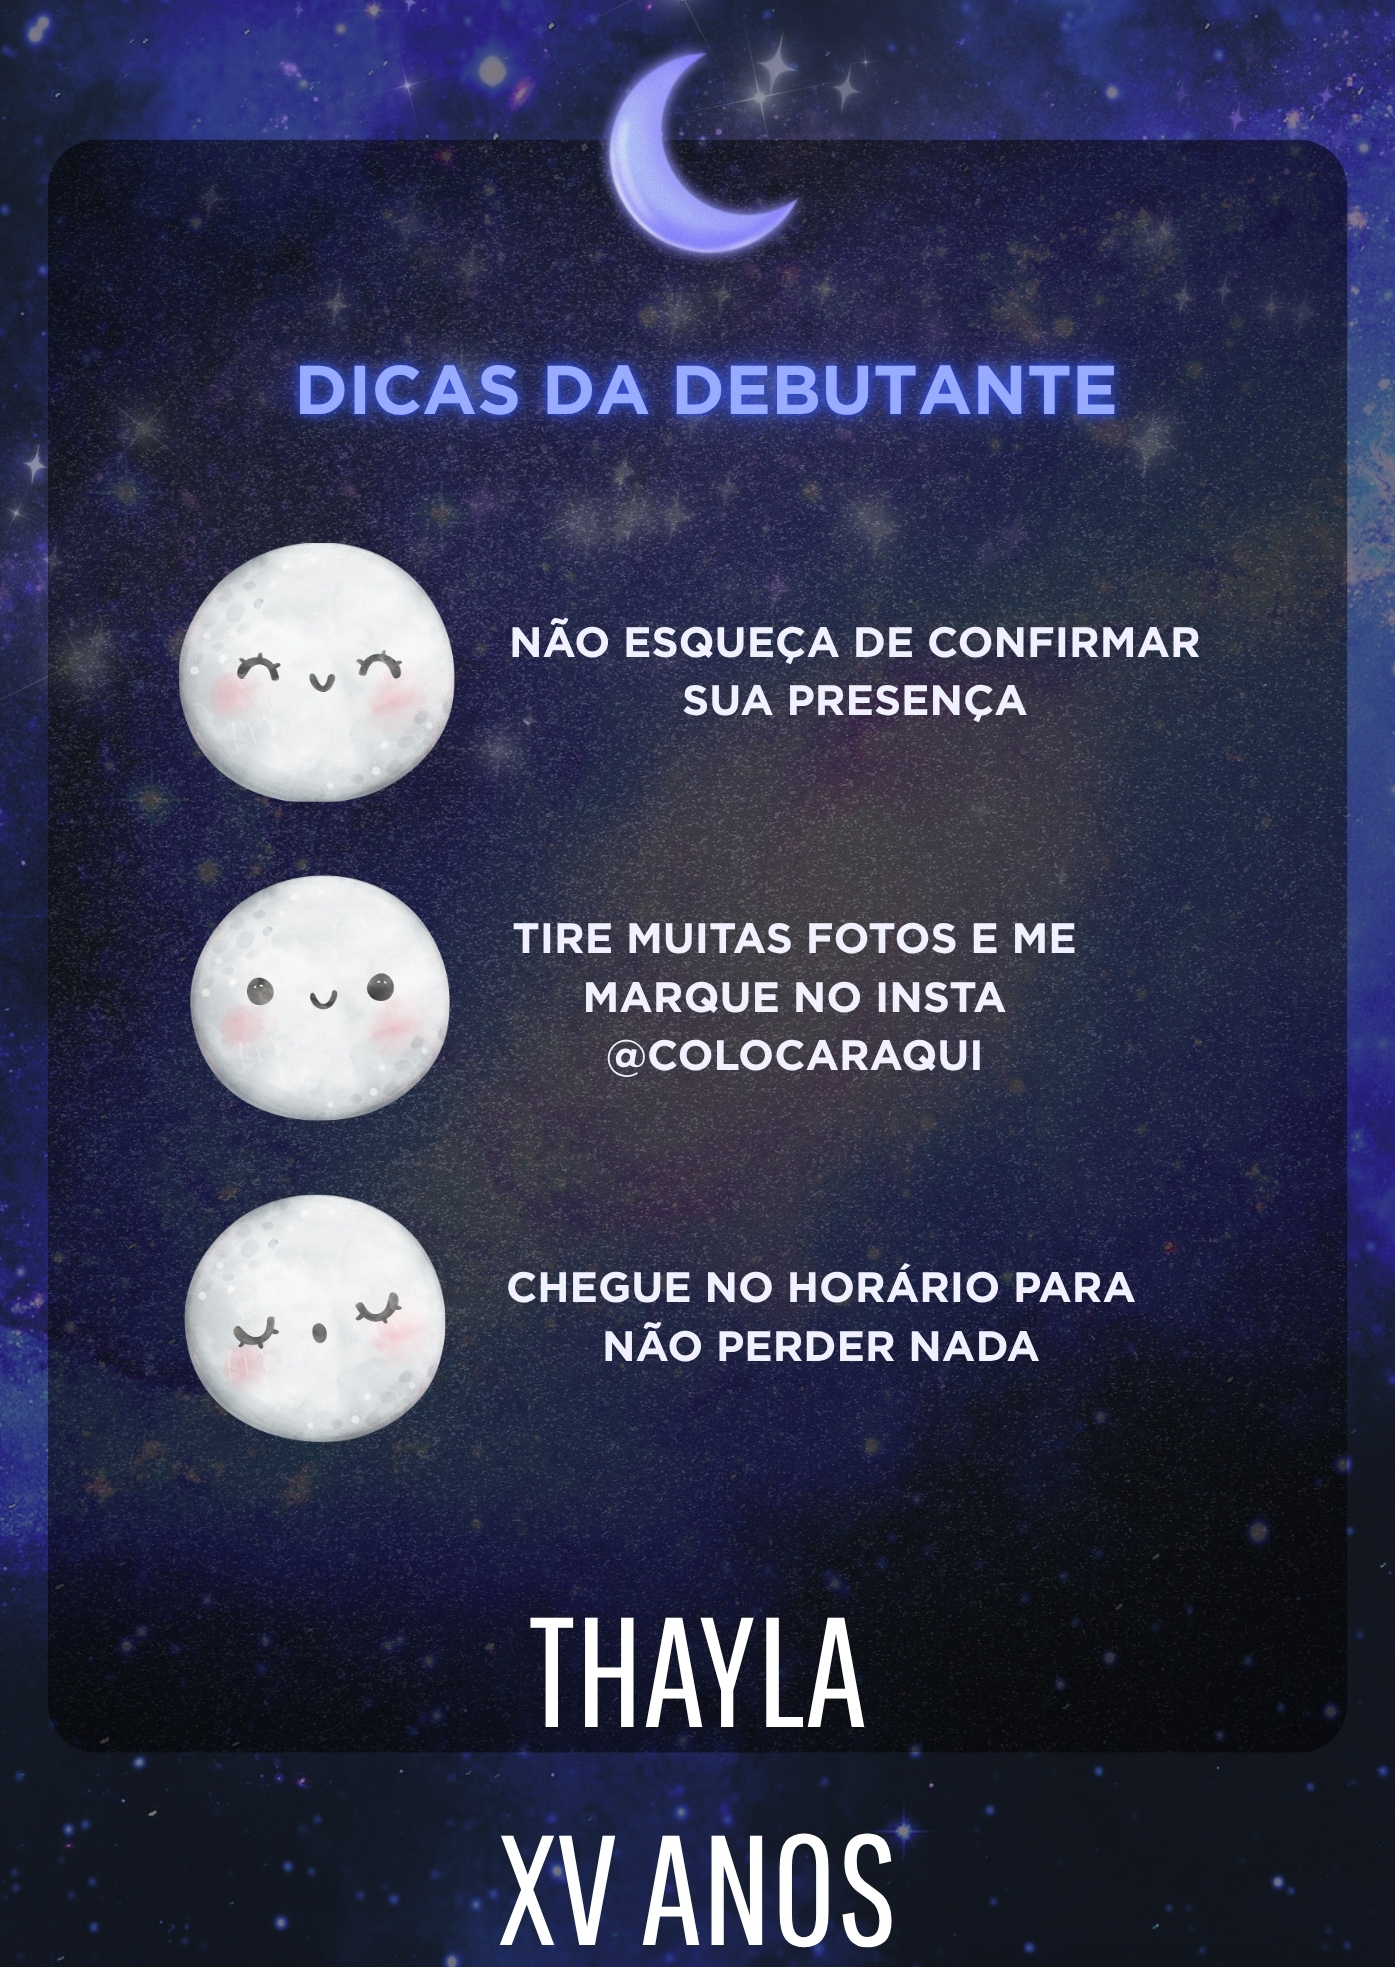 DICAS DA DEBUTANTE
NÃO ESQUEÇA DE CONFIRMAR
SUA PRESENÇA
TIRE MUITAS FOTOS E ME
MARQUE NO INSTA
@COLOCARAQUI
CHEGUE NO HORÁRIO PARA
NÃO PERDER NADA
THAYLA
XV ANOS